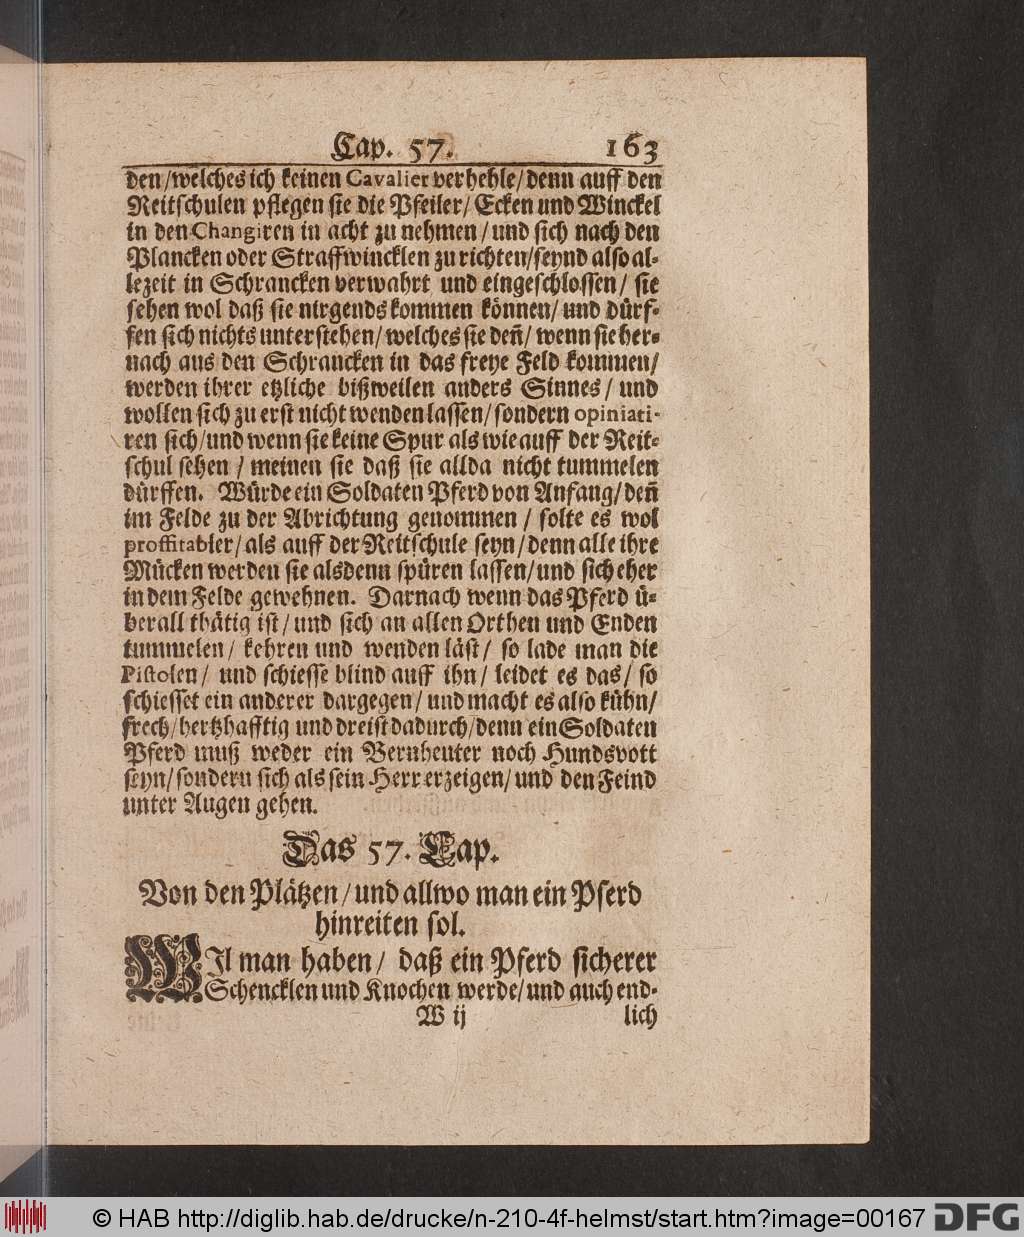 Cap. 57. 163
den/welches ich keinen Cavalier verhehle/denn auff den
Reitschulen pflegen sie die Pfeiler/ Ecken und Winckel
in den Changiren in acht zu nehmen/und sich nach den
Plancken oder Straffwincklen zu richten/seynd also al-
lezeit in Schrancken verwahrt und eingeschlossen/ sie
sehen wol daß sie nirgends kommen können/und dürf-
fen sich nichts unterstehen/welches sie deñ/wenn sie her-
nach aus den Schrancken in das freye Feld kommen/
werden ihrer etzliche bißweilen anders Sinnes/ und
wollen sich zu erst nicht wenden lassen/sondern opiniati-
ren sich/und wenn sie keine Spur als wie auff der Reit-
schul sehen/ meinen sie daß sie allda nicht tummelen
dürffen. Würde ein Soldaten Pferd von Anfang/deñ
im Felde zu der Abrichtung genommen/ solte es wol
proffitabler/als auff der Reitschule seyn/denn alle ihre
Mücken werden sie alsdenn spüren lassen/und sich eher
in dem Felde gewehnen. Darnach wenn das Pferd ü-
berall thätig ist/und sich an allen Orthen und Enden
tummelen/ kehren und wenden läst/ so lade man die
Pistolen/ und schiesse blind auff ihn/ leidet es das/ so
schiesset ein anderer dargegen/ und macht es also kühn/
frech/hertzhafftig und dreist dadurch/denn ein Soldaten
Pferd muß weder ein Bernheuter noch Hundsvott
seyn/sondern sich als sein Herr erzeigen/und den Feind
unter Augen gehen.
Das 57. Cap.
Von den Plätzen/und allwo man ein Pferd
hinreiten sol.
WIl man haben/ daß ein Pferd sicherer
Schencklen und Knochen werde/und auch end-
W ij lich
© HAB http://diglib.hab.de/drucke/n-210-4f-helmst/start.htm?image=00167 DFG